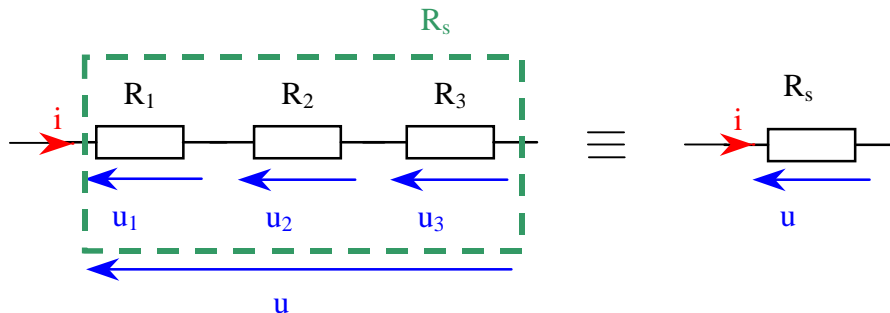 Rₛ
R₁ R₂ R₃ Rₛ
i i
u₁ u₂ u₃ u
u